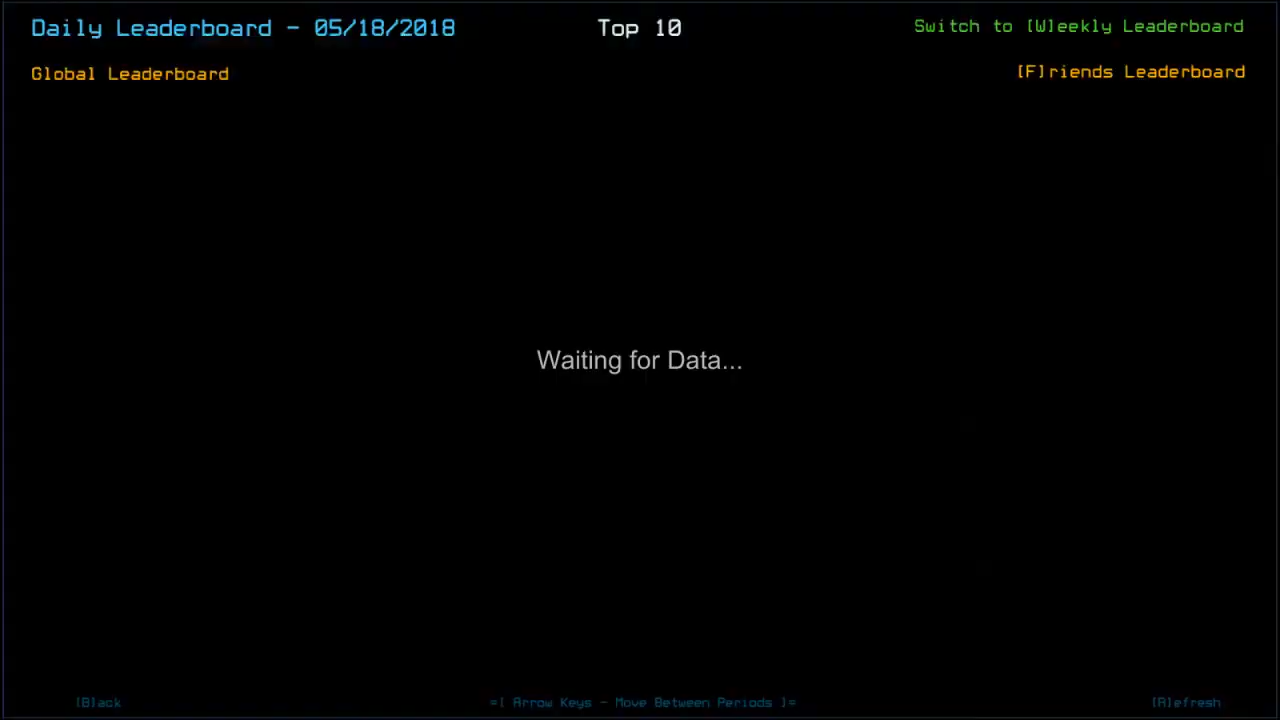 Daily Leaderboard - 05/18/2018 Top 10 Switch to [W]eekly Leaderboard
Global Leaderboard [F]riends Leaderboard
Waiting for Data...
[B]ack =[ Arrow Keys - Move Between Periods ]= [R]efresh